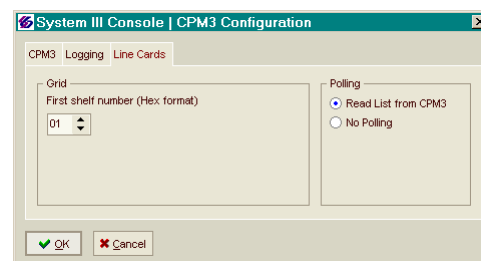 System III Console | CPM3 Configuration
CPM3 Logging Line Cards
Grid
First shelf number (Hex format)
01
Polling
Read List from CPM3
No Polling
OK Cancel